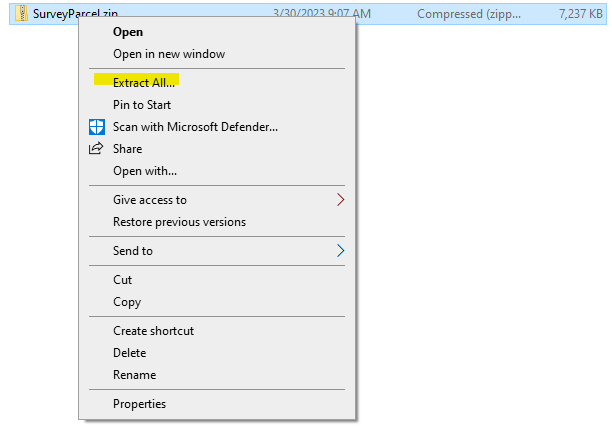 SurveyParcel.zip 3/30/2023 9:07 AM Compressed (zipp... 7,237 KB
Open
Open in new window
Extract All...
Pin to Start
Scan with Microsoft Defender...
Share
Open with...
Give access to
Restore previous versions
Send to
Cut
Copy
Create shortcut
Delete
Rename
Properties